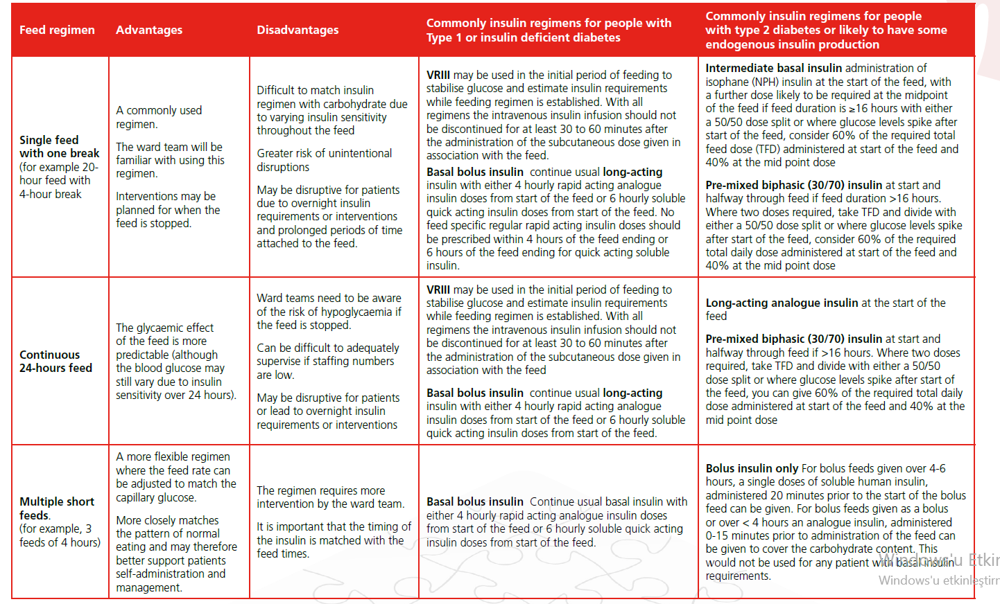 Feed regimen
Advantages
Disadvantages
Commonly insulin regimens for people with
Type 1 or insulin deficient diabetes
Commonly insulin regimens for people
with type 2 diabetes or likely to have some
endogenous insulin production
Single feed
with one break
(for example 20-
hour feed with
4-hour break
A commonly used
regimen.
The ward team will be
familiar with using this
regimen.
Interventions may be
planned for when the
feed is stopped.
Difficult to match insulin
regimen with carbohydrate due
to varying insulin sensitivity
throughout the feed
Greater risk of unintentional
disruptions
May be disruptive for patients
due to overnight insulin
requirements or interventions
and prolonged periods of time
attached to the feed.
VRIII may be used in the initial period of feeding to
stabilise glucose and estimate insulin requirements
while feeding regimen is established. With all
regimens the intravenous insulin infusion should not
be discontinued for at least 30 to 60 minutes after
the administration of the subcutaneous dose given in
association with the feed.
Basal bolus insulin continue usual long-acting
insulin with either 4 hourly rapid acting analogue
insulin doses from start of the feed or 6 hourly soluble
quick acting insulin doses from start of the feed. No
feed specific regular rapid acting insulin doses should
be prescribed within 4 hours of the feed ending or
6 hours of the feed ending for quick acting soluble
insulin.
Intermediate basal insulin administration of
isophane (NPH) insulin at the start of the feed, with
a further dose likely to be required at the midpoint
of the feed if feed duration is ≥16 hours with either
a 50/50 dose split or where glucose levels spike after
start of the feed, consider 60% of the required total
feed dose (TFD) administered at start of the feed and
40% at the mid point dose
Pre-mixed biphasic (30/70) insulin at start and
halfway through feed if feed duration >16 hours.
Where two doses required, take TFD and divide with
either a 50/50 dose split or where glucose levels spike
after start of the feed, consider 60% of the required
total daily dose administered at start of the feed and
40% at the mid point dose
Continuous
24-hours feed
The glycaemic effect
of the feed is more
predictable (although
the blood glucose may
still vary due to insulin
sensitivity over 24 hours).
Ward teams need to be aware
of the risk of hypoglycaemia if
the feed is stopped.
Can be difficult to adequately
supervise if staffing numbers
are low.
May be disruptive for patients
or lead to overnight insulin
requirements or interventions
VRIII may be used in the initial period of feeding to
stabilise glucose and estimate insulin requirements
while feeding regimen is established. With all
regimens the intravenous insulin infusion should not
be discontinued for at least 30 to 60 minutes after
the administration of the subcutaneous dose given in
association with the feed
Basal bolus insulin continue usual long-acting
insulin with either 4 hourly rapid acting analogue
insulin doses from start of the feed or 6 hourly soluble
quick acting insulin doses from start of the feed.
Long-acting analogue insulin at the start of the
feed
Pre-mixed biphasic (30/70) insulin at start and
halfway through feed if >16 hours. Where two doses
required, take TFD and divide with either a 50/50
dose split or where glucose levels spike after start of
the feed, you can give 60% of the required total daily
dose administered at start of the feed and 40% at the
mid point dose
Multiple short
feeds.
(for example, 3
feeds of 4 hours)
A more flexible regimen
where the feed rate can
be adjusted to match the
capillary glucose.
More closely matches
the pattern of normal
eating and may therefore
better support patients
self-administration and
management.
The regimen requires more
intervention by the ward team.
It is important that the timing of
the insulin is matched with the
feed times.
Basal bolus insulin Continue usual basal insulin with
either 4 hourly rapid acting analogue insulin doses
from start of the feed or 6 hourly soluble quick acting
insulin doses from start of the feed.
Bolus insulin only For bolus feeds given over 4-6
hours, a single doses of soluble human insulin,
administered 20 minutes prior to the start of the bolus
feed can be given. For bolus feeds given as a bolus
or over < 4 hours an analogue insulin, administered
0-15 minutes prior to administration of the feed can
be given to cover the carbohydrate content. This
would not be used for any patient with basal insulin
requirements.
Windows'u Etkin
Windows'u etkinleştirm